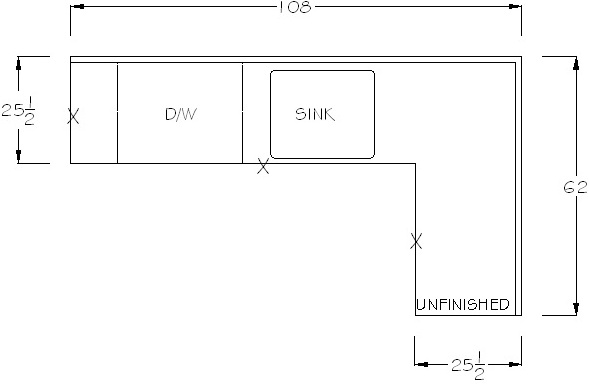 108
25 1/2
D/W
SINK
X
X
62
X
UNFINISHED
25 1/2